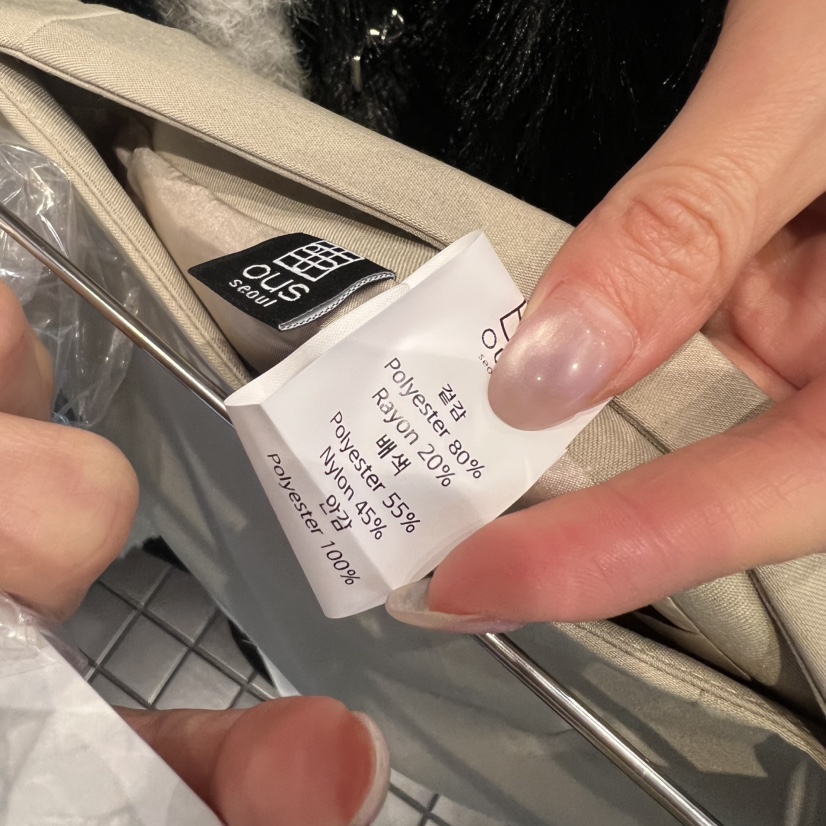 ous
seoul
겉감
Polyester 80%
Rayon 20%
배색
Polyester 55%
Nylon 45%
안감
Polyester 100%